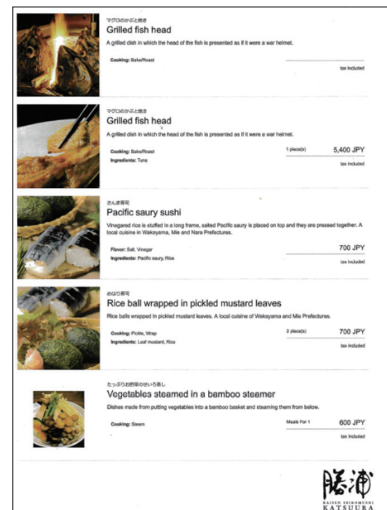 マグロのかぶと焼き
Grilled fish head
A grilled dish in which the head of the fish is presented as if it were a war helmet.
Cooking: Bake/Roast
tax included
マグロのかぶと焼き
Grilled fish head
A grilled dish in which the head of the fish is presented as if it were a war helmet.
Cooking: Bake/Roast
Ingredients: Tuna
1 piece(s) 5,400 JPY
tax included
さんま寿司
Pacific saury sushi
Vinegared rice is stuffed in a long frame, salted Pacific saury is placed on top and they are pressed together. A
local cuisine in Wakayama, Mie and Nara Prefectures.
Flavor: Salt, Vinegar
Ingredients: Pacific saury, Rice
700 JPY
tax included
めはり寿司
Rice ball wrapped in pickled mustard leaves
Rice balls wrapped in pickled mustard leaves. A local cuisine of Wakayama and Mie Prefectures.
Cooking: Pickle, Wrap
Ingredients: Leaf mustard, Rice
2 piece(s) 700 JPY
tax included
たっぷりお野菜のせいろ蒸し
Vegetables steamed in a bamboo steamer
Dishes made from putting vegetables into a bamboo basket and steaming them from below.
Cooking: Steam
Meals For 1 600 JPY
tax included
勝浦
KAISEN SEIROMUSHI
KATSUURA